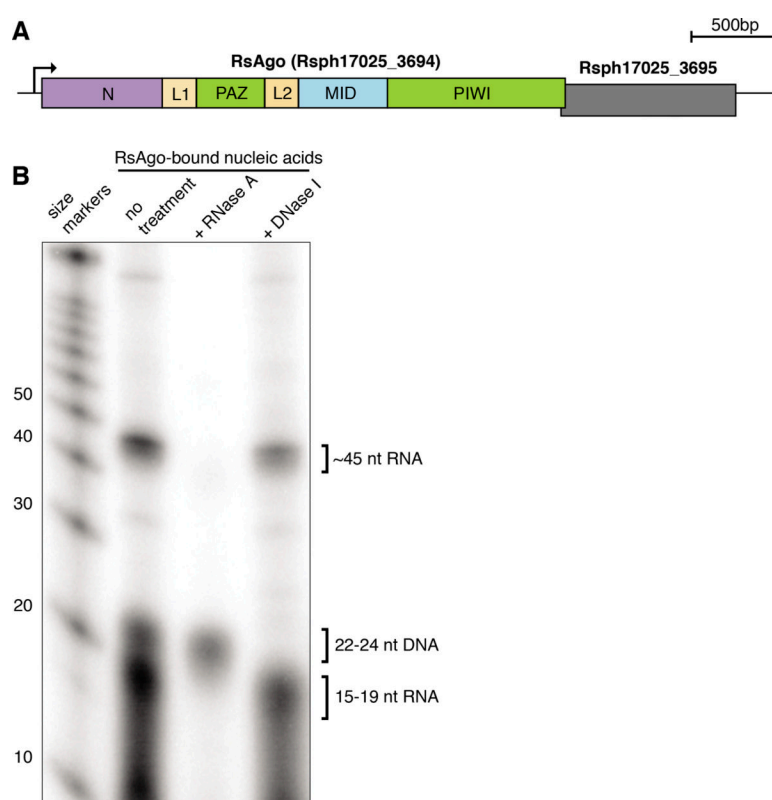 A
500bp
RsAgo (Rsph17025_3694)
Rsph17025_3695
N
L1
PAZ
L2
MID
PIWI
B
RsAgo-bound nucleic acids
size
markers
no
treatment
+ RNase A
+ DNase I
50
40
~45 nt RNA
30
20
22-24 nt DNA
15-19 nt RNA
10